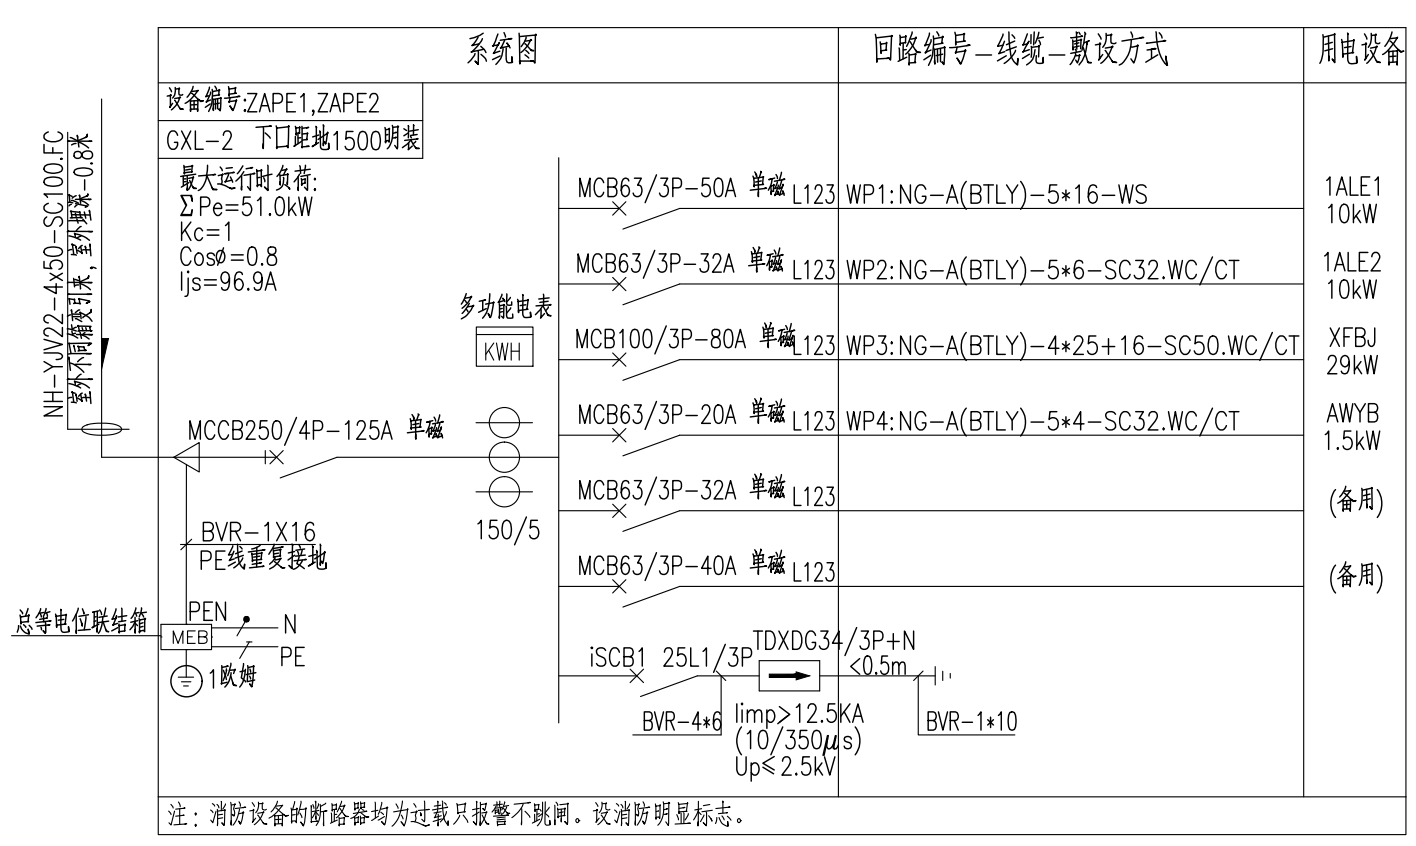 系统图
回路编号-线缆-敷设方式
用电设备
设备编号:ZAPE1,ZAPE2
GXL-2 下口距地1500明装
最大运行时负荷:
ΣPe=51.0kW
Kc=1
Cosø=0.8
Ijs=96.9A
NH-YJV22-4x50-SC100.FC
室外不同箱变引来，室外埋深-0.8米
多功能电表
KWH
MCCB250/4P-125A 单磁
150/5
MCB63/3P-50A 单磁 L123 WP1:NG-A(BTLY)-5*16-WS
1ALE1
10kW
MCB63/3P-32A 单磁 L123 WP2:NG-A(BTLY)-5*6-SC32.WC/CT
1ALE2
10kW
MCB100/3P-80A 单磁 L123 WP3:NG-A(BTLY)-4*25+16-SC50.WC/CT
XFBJ
29kW
MCB63/3P-20A 单磁 L123 WP4:NG-A(BTLY)-5*4-SC32.WC/CT
AWYB
1.5kW
MCB63/3P-32A 单磁 L123
(备用)
MCB63/3P-40A 单磁 L123
(备用)
BVR-1X16
PE线重复接地
总等电位联结箱
PEN
MEB
N
PE
1欧姆
iSCB1 25L1/3P
TDXDG34/3P+N
<0.5m
BVR-4*6
Iimp>12.5KA
(10/350μs)
Up≤2.5kV
BVR-1*10
注: 消防设备的断路器均为过载只报警不跳闸。设消防明显标志。